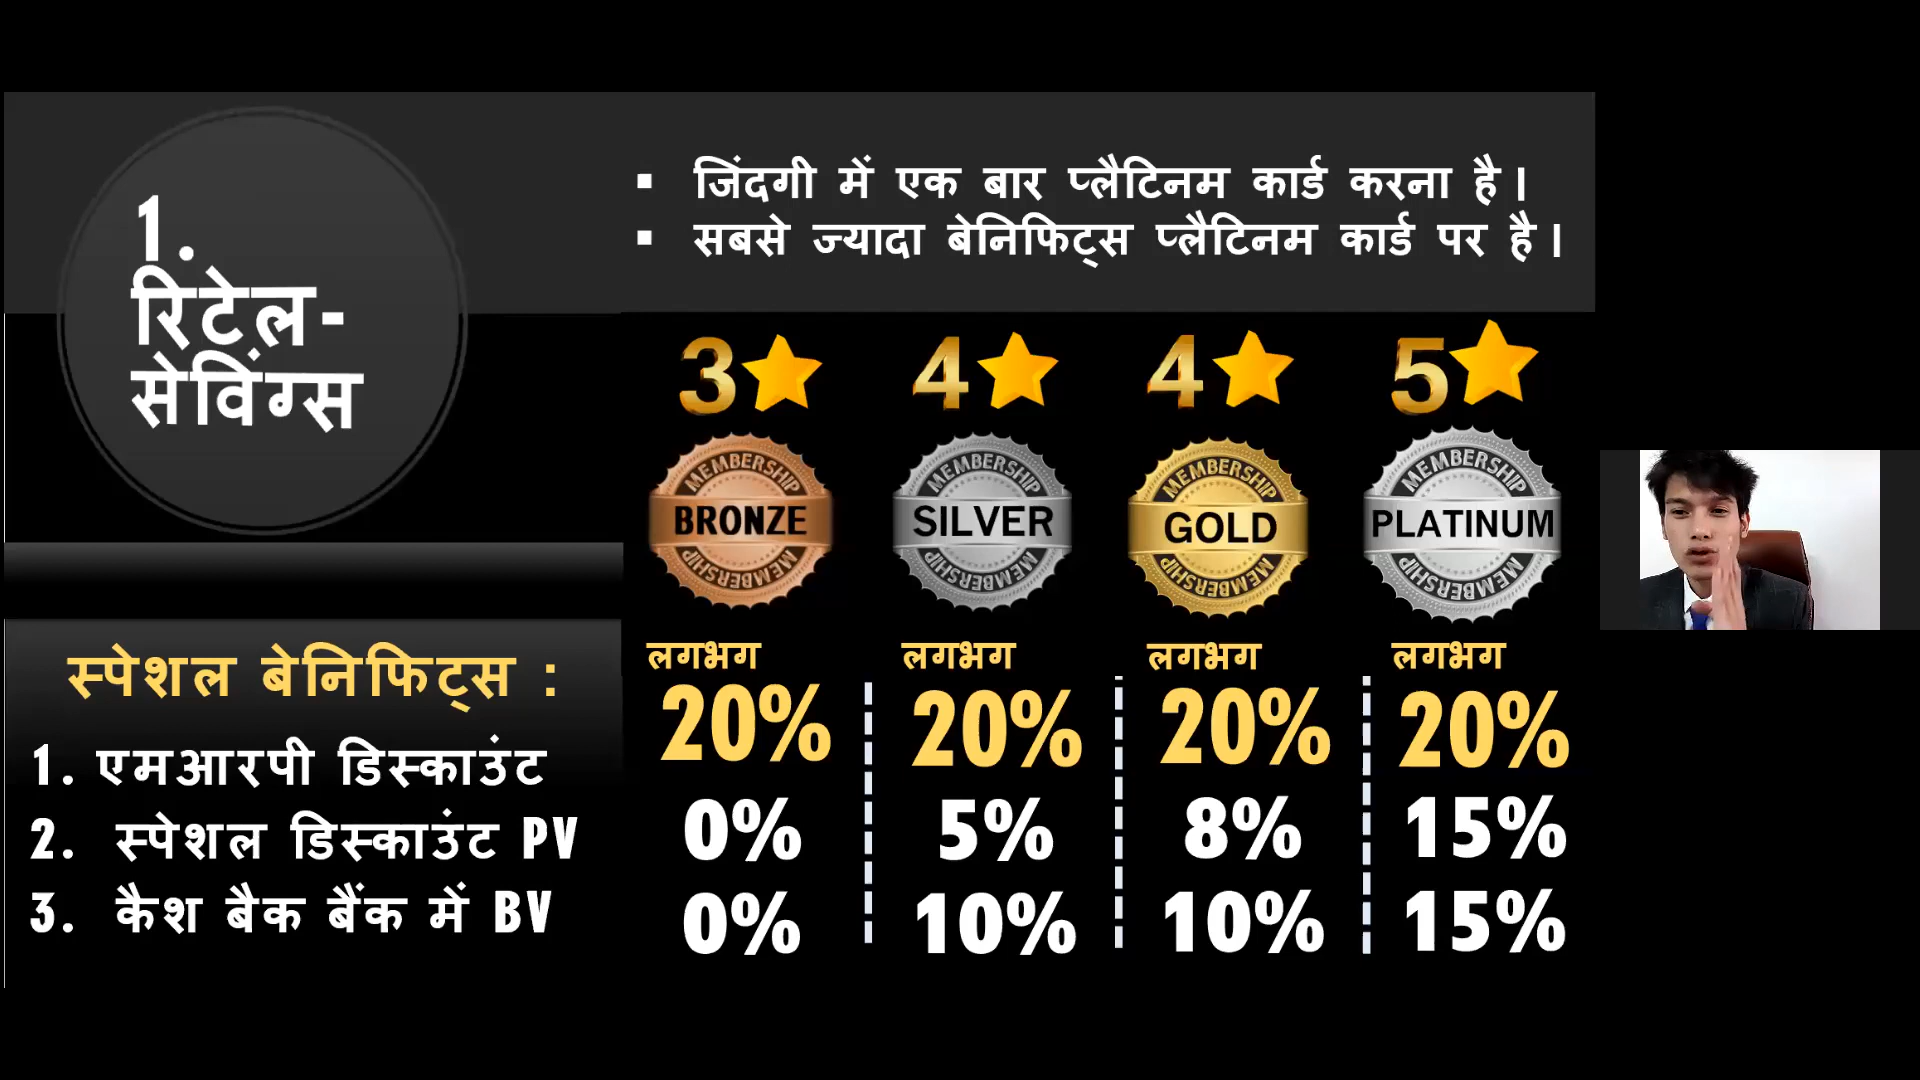 1.
रिटेल-
सेविंग्स
▪ जिंदगी में एक बार प्लैटिनम कार्ड करना है।
▪ सबसे ज्यादा बेनिफिट्स प्लैटिनम कार्ड पर है।
3 4 4 5
MEMBERSHIP BRONZE MEMBERSHIP
MEMBERSHIP SILVER MEMBERSHIP
MEMBERSHIP GOLD MEMBERSHIP
MEMBERSHIP PLATINUM MEMBERSHIP
स्पेशल बेनिफिट्स :
लगभग लगभग लगभग लगभग
20% 20% 20% 20%
1. एमआरपी डिस्काउंट
2. स्पेशल डिस्काउंट PV
0% 5% 8% 15%
3. कैश बैक बैंक में BV
0% 10% 10% 15%